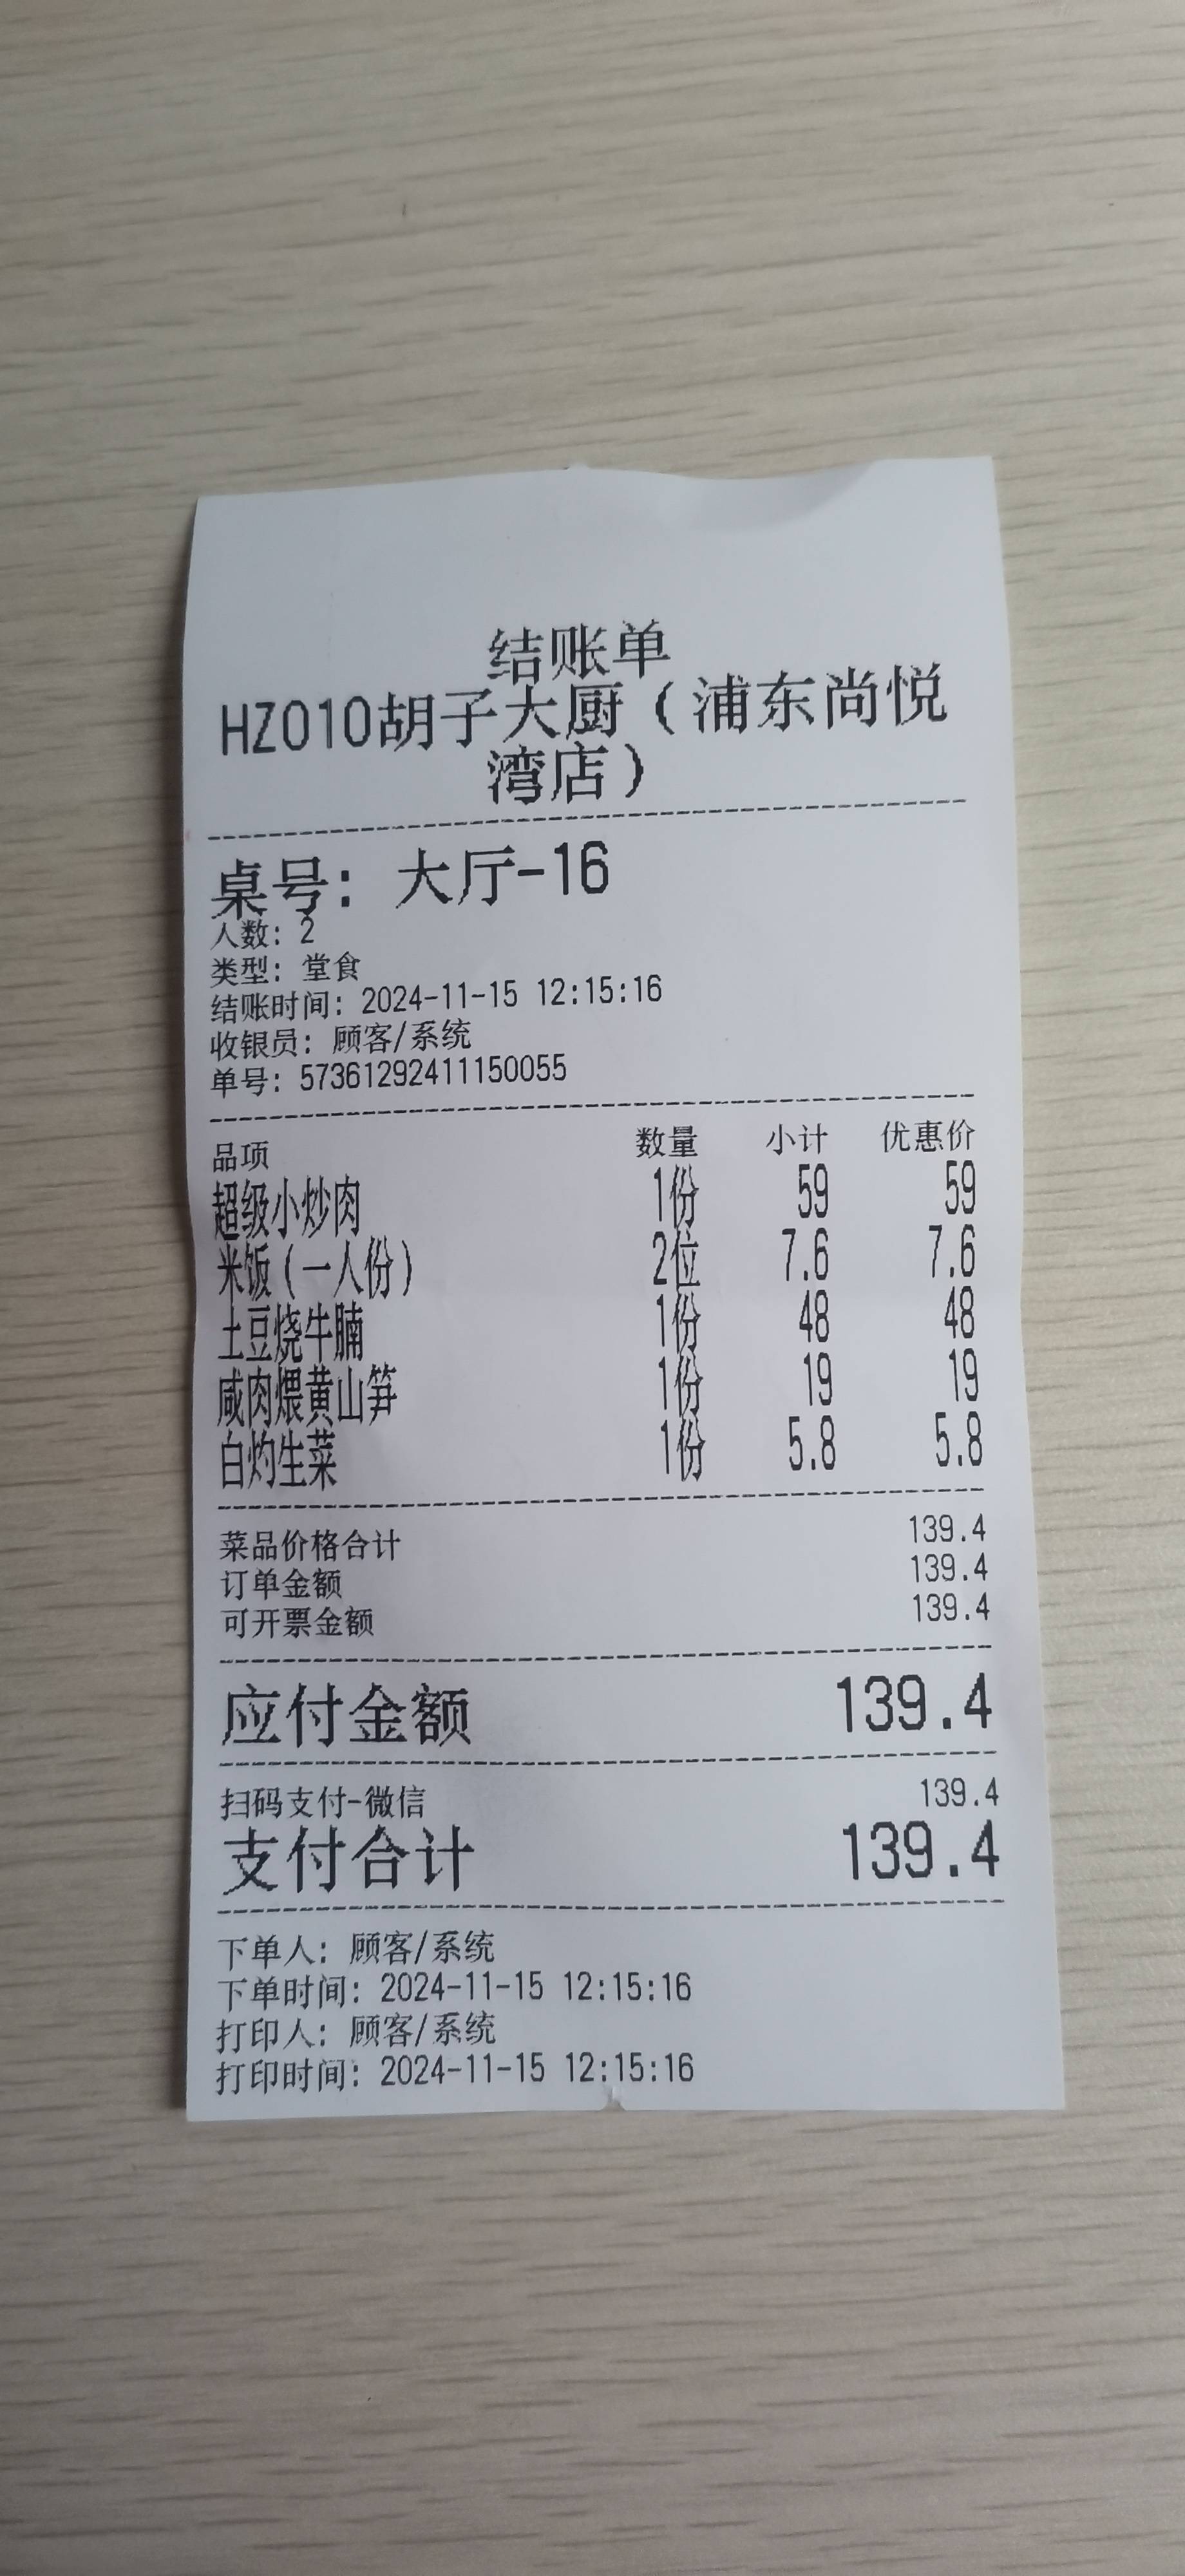 结账单
HZ010胡子大厨（浦东尚悦
湾店）
桌号：大厅-16
人数：2
类型：堂食
结账时间：2024-11-15 12:15:16
收银员：顾客/系统
单号：57361292411150055
品项 数量 小计 优惠价
超级小炒肉 1份 59 59
米饭（一人份） 2位 7.6 7.6
土豆烧牛腩 1份 48 48
咸肉煨黄山笋 1份 19 19
白灼生菜 1份 5.8 5.8
菜品价格合计 139.4
订单金额 139.4
可开票金额 139.4
应付金额 139.4
扫码支付-微信 139.4
支付合计 139.4
下单人：顾客/系统
下单时间：2024-11-15 12:15:16
打印人：顾客/系统
打印时间：2024-11-15 12:15:16